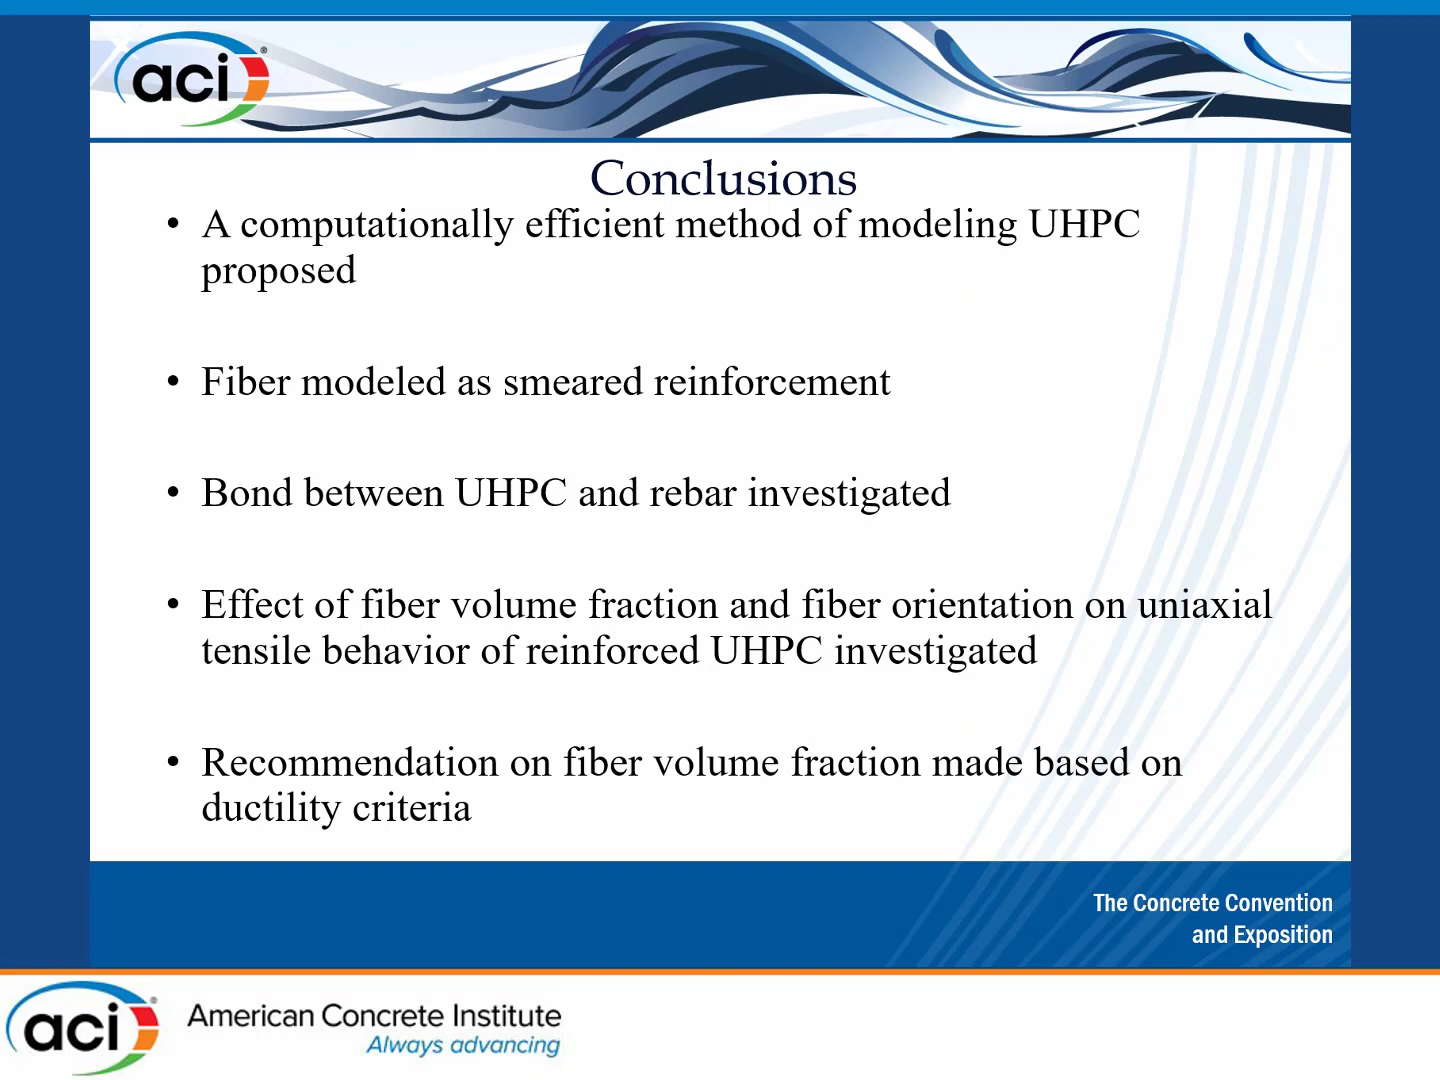 aci®
Conclusions
• A computationally efficient method of modeling UHPC
proposed
• Fiber modeled as smeared reinforcement
• Bond between UHPC and rebar investigated
• Effect of fiber volume fraction and fiber orientation on uniaxial
tensile behavior of reinforced UHPC investigated
• Recommendation on fiber volume fraction made based on
ductility criteria
The Concrete Convention
and Exposition
aci®
American Concrete Institute
Always advancing